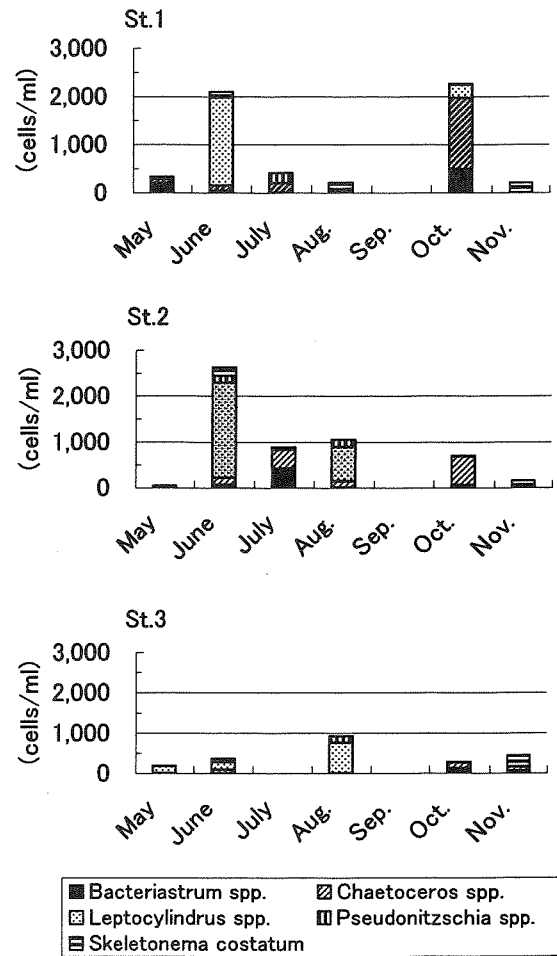 St.1
3,000
2,000
1,000
0
(cells/ml)
May
June
July
Aug.
Sep.
Oct.
Nov.
St.2
3,000
2,000
1,000
0
(cells/ml)
May
June
July
Aug.
Sep.
Oct.
Nov.
St.3
3,000
2,000
1,000
0
(cells/ml)
May
June
July
Aug.
Sep.
Oct.
Nov.
Bacteriastrum spp. Chaetoceros spp.
Leptocylindrus spp. Pseudonitzschia spp.
Skeletonema costatum